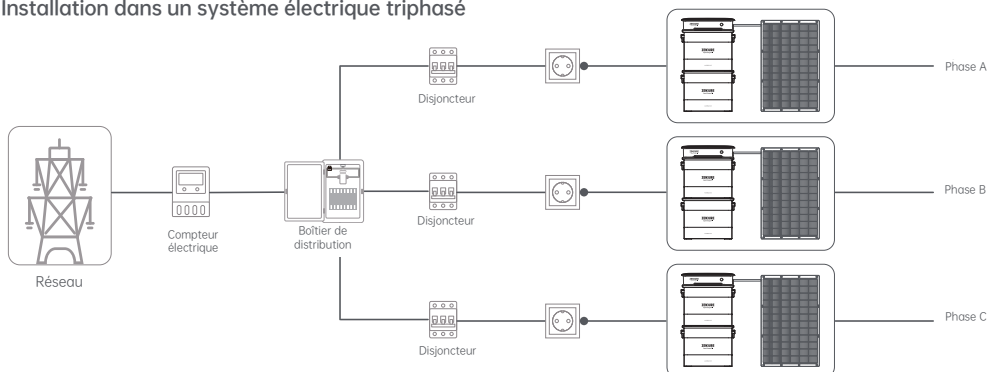 Installation dans un système électrique triphasé
Disjoncteur
Phase A
Réseau
Compteur
électrique
Boîtier de
distribution
Disjoncteur
Phase B
Disjoncteur
Phase C